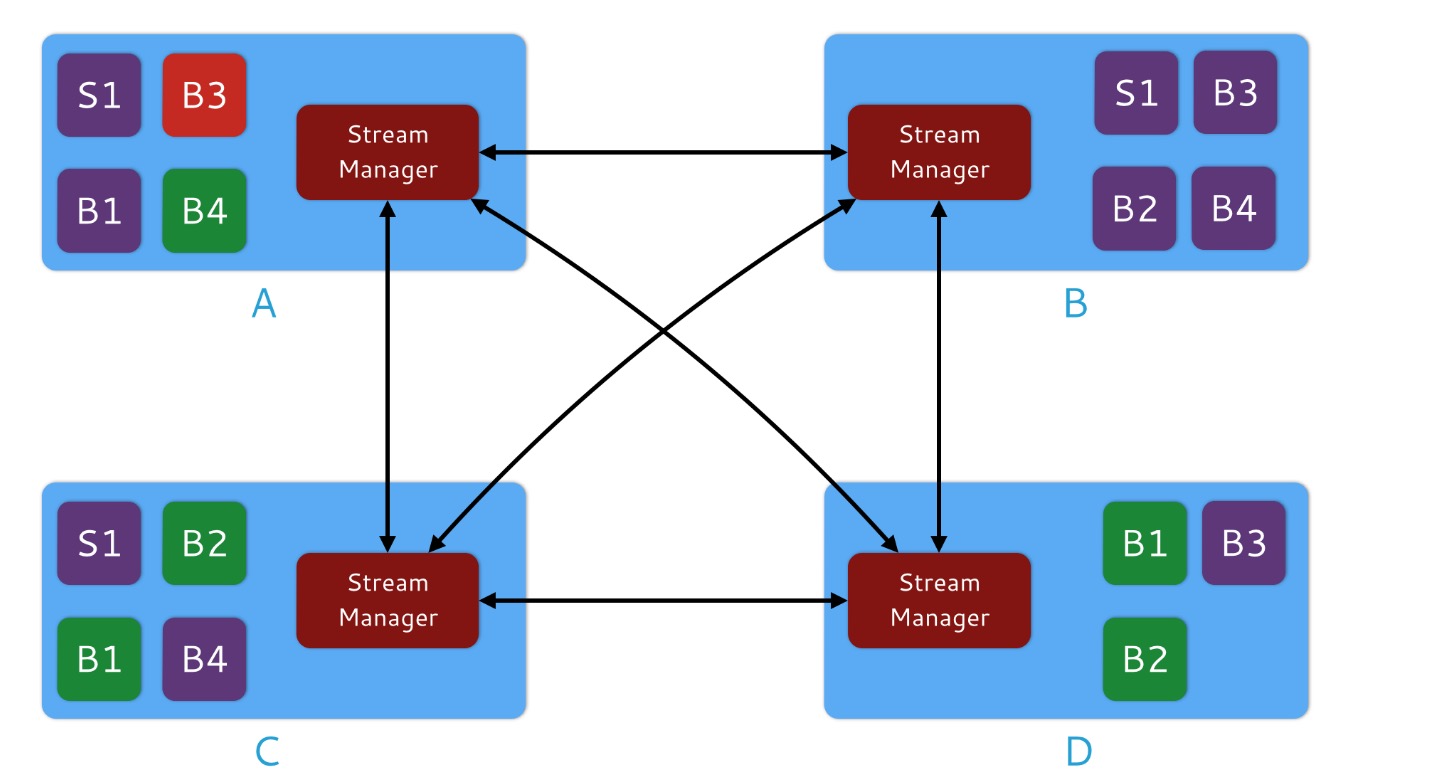 S1 B3
Stream
Manager
B1 B4
A
Stream
Manager
S1 B3
B2 B4
B
S1 B2
Stream
Manager
B1 B4
C
Stream
Manager
B1 B3
B2
D